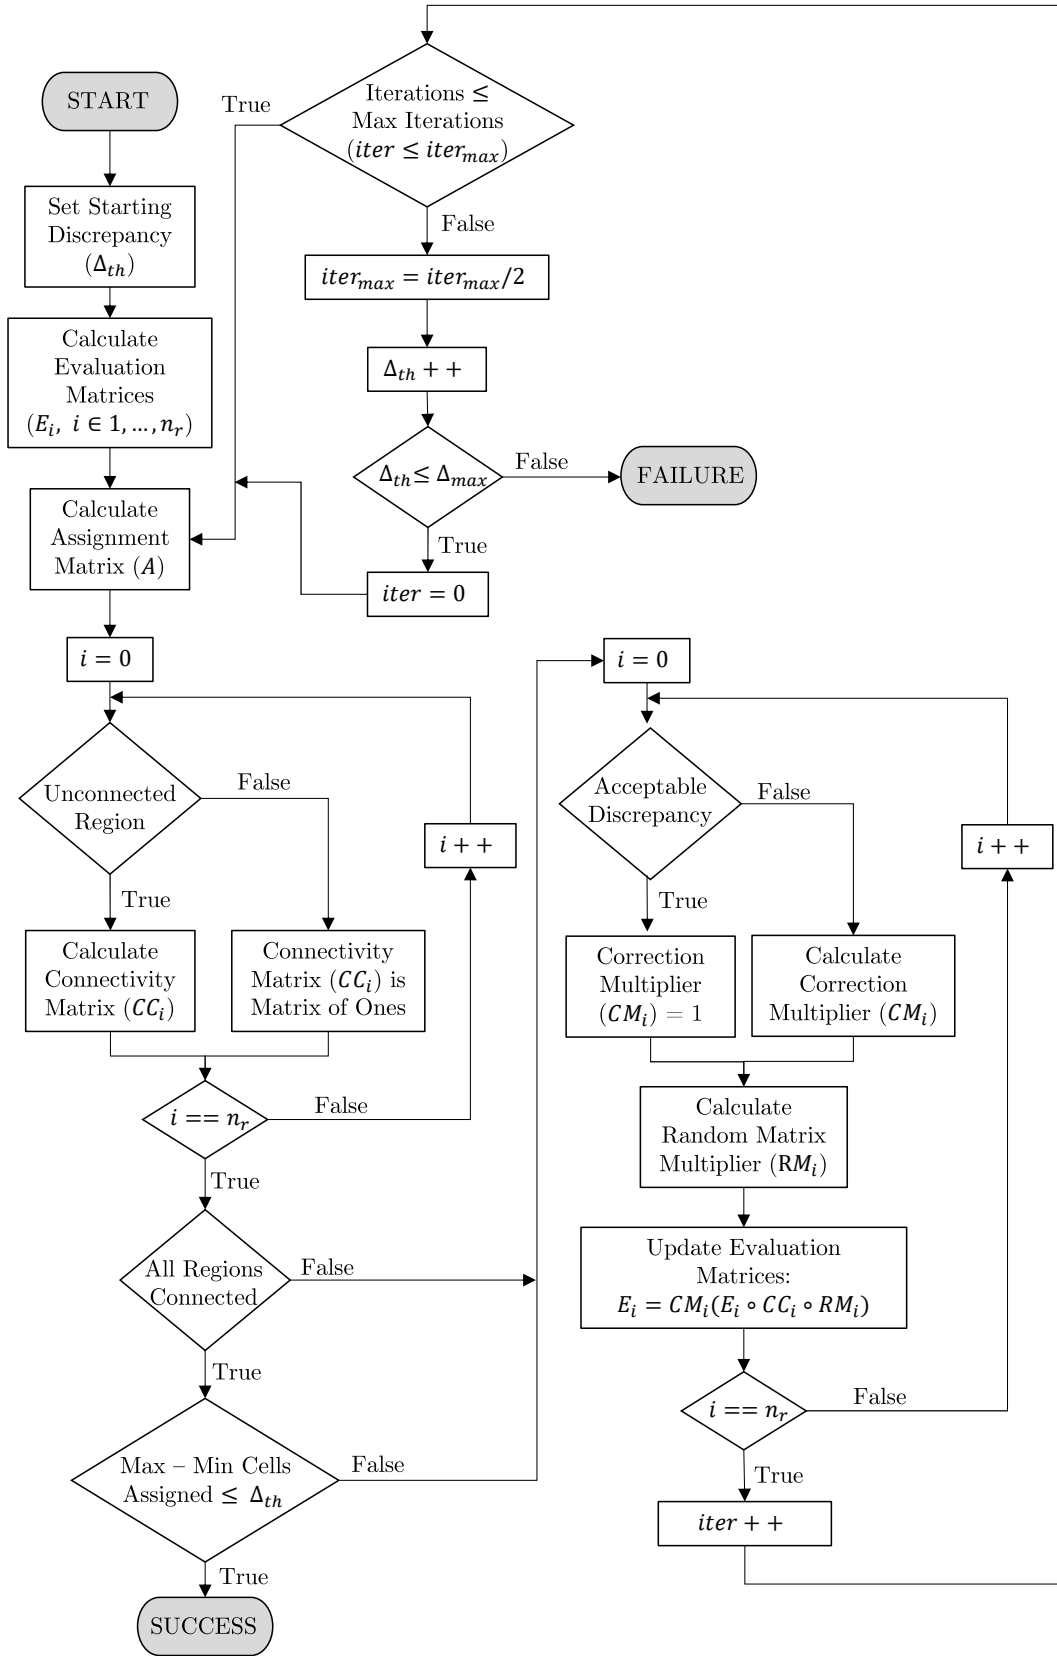 START
Set Starting
Discrepancy
(Δ_th)
Calculate
Evaluation
Matrices
(E_i, i ∈ 1, …, n_r)
Calculate
Assignment
Matrix (A)
i = 0
Unconnected
Region
False
True
Calculate
Connectivity
Matrix (CC_i)
Connectivity
Matrix (CC_i) is
Matrix of Ones
i + +
i == n_r
False
True
All Regions
Connected
False
True
Max – Min Cells
Assigned ≤ Δ_th
False
True
SUCCESS
Iterations ≤
Max Iterations
(iter ≤ iter_max)
True
False
iter_max = iter_max/2
Δ_th + +
Δ_th ≤ Δ_max
False
FAILURE
True
iter = 0
i = 0
Acceptable
Discrepancy
False
True
Correction
Multiplier
(CM_i) = 1
Calculate
Correction
Multiplier (CM_i)
i + +
Calculate
Random Matrix
Multiplier (RM_i)
Update Evaluation
Matrices:
E_i = CM_i(E_i ∘ CC_i ∘ RM_i)
i == n_r
False
True
iter + +